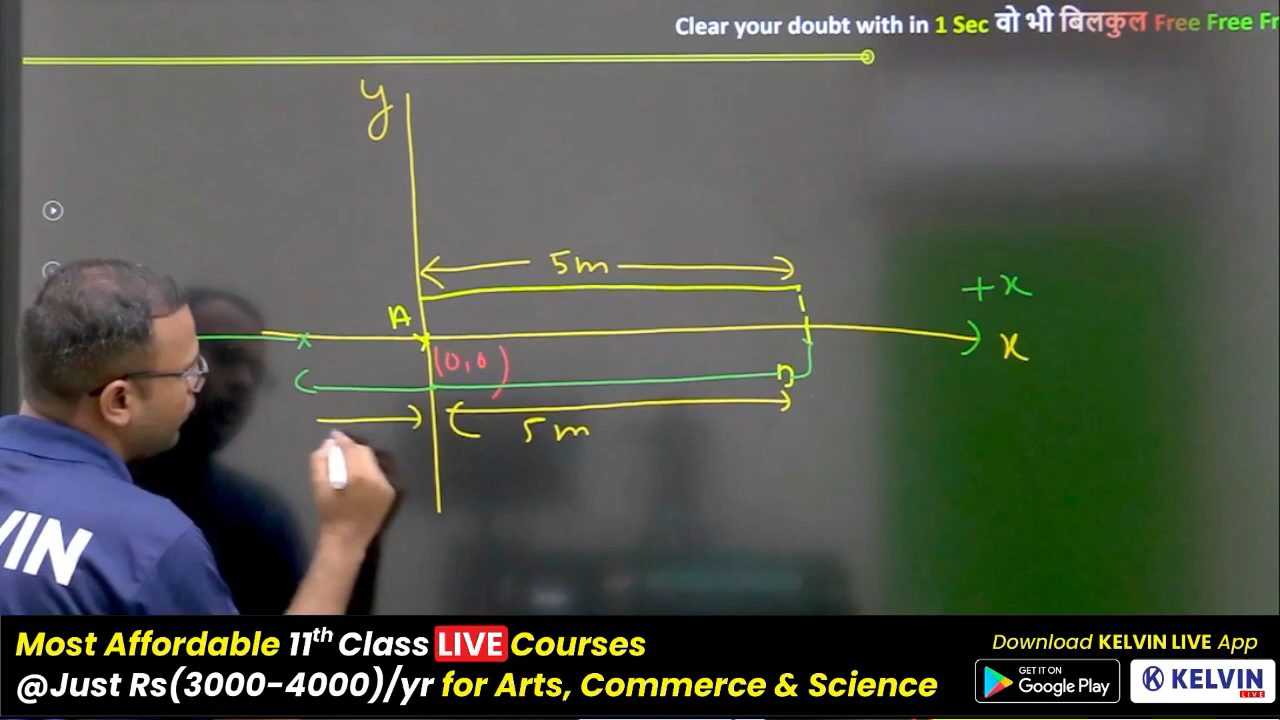 Clear your doubt with in 1 Sec वो भी बिलकुल Free Free Fr
y
5m
+x
A
x
(0,0)
B
5m
VIN
Most Affordable 11th Class LIVE Courses
@Just Rs(3000-4000)/yr for Arts, Commerce & Science
Download KELVIN LIVE App
GET IT ON
Google Play
KELVIN
LIVE